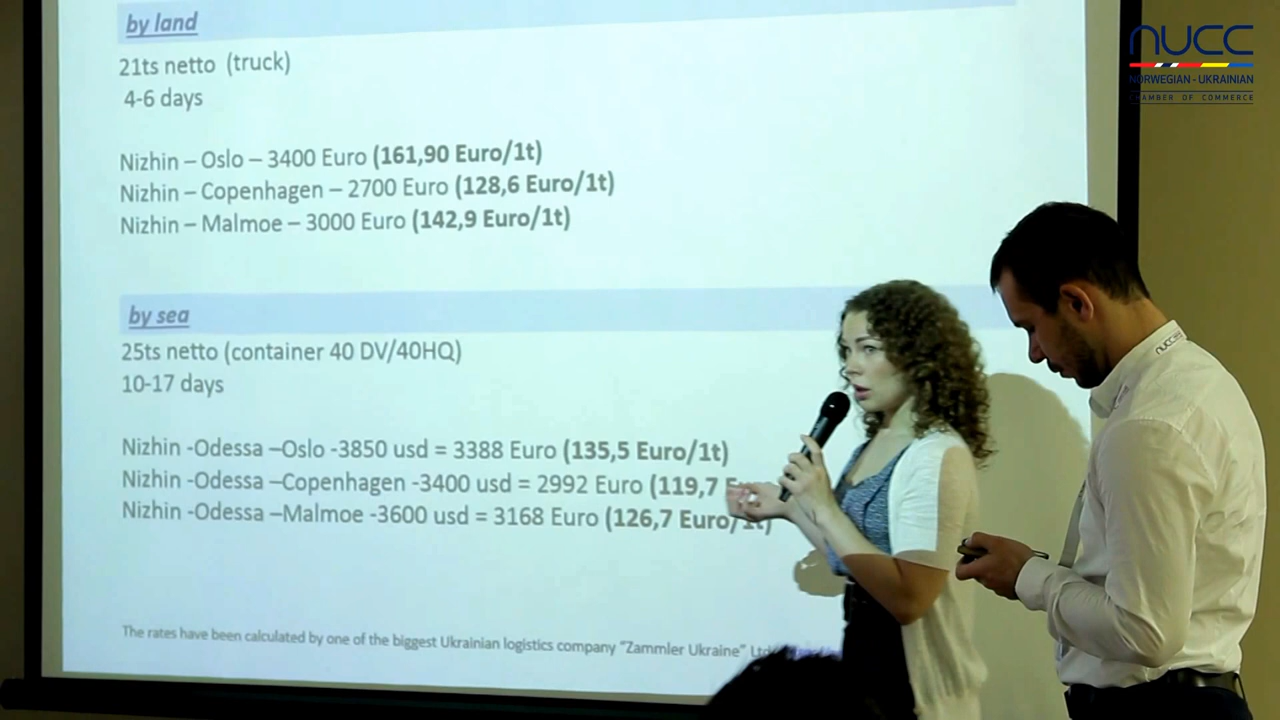 by land
21ts netto (truck)
4-6 days
Nizhin – Oslo – 3400 Euro (161,90 Euro/1t)
Nizhin – Copenhagen – 2700 Euro (128,6 Euro/1t)
Nizhin – Malmoe – 3000 Euro (142,9 Euro/1t)
by sea
25ts netto (container 40 DV/40HQ)
10-17 days
Nizhin -Odessa –Oslo -3850 usd = 3388 Euro (135,5 Euro/1t)
Nizhin -Odessa –Copenhagen -3400 usd = 2992 Euro (119,7
Nizhin -Odessa –Malmoe -3600 usd = 3168 Euro (126,7 Euro/1t)
The rates have been calculated by one of the biggest Ukrainian logistics company "Zammler Ukraine" Ltd
nucc
NORWEGIAN - UKRAINIAN
CHAMBER OF COMMERCE
nucc